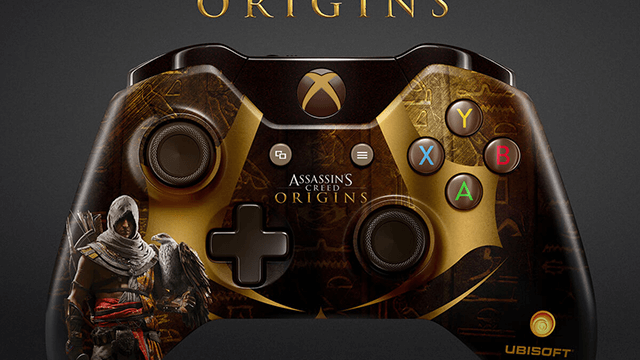 ORIGINS
Y
X
B
A
ASSASSIN'S
CREED
ORIGINS
UBISOFT